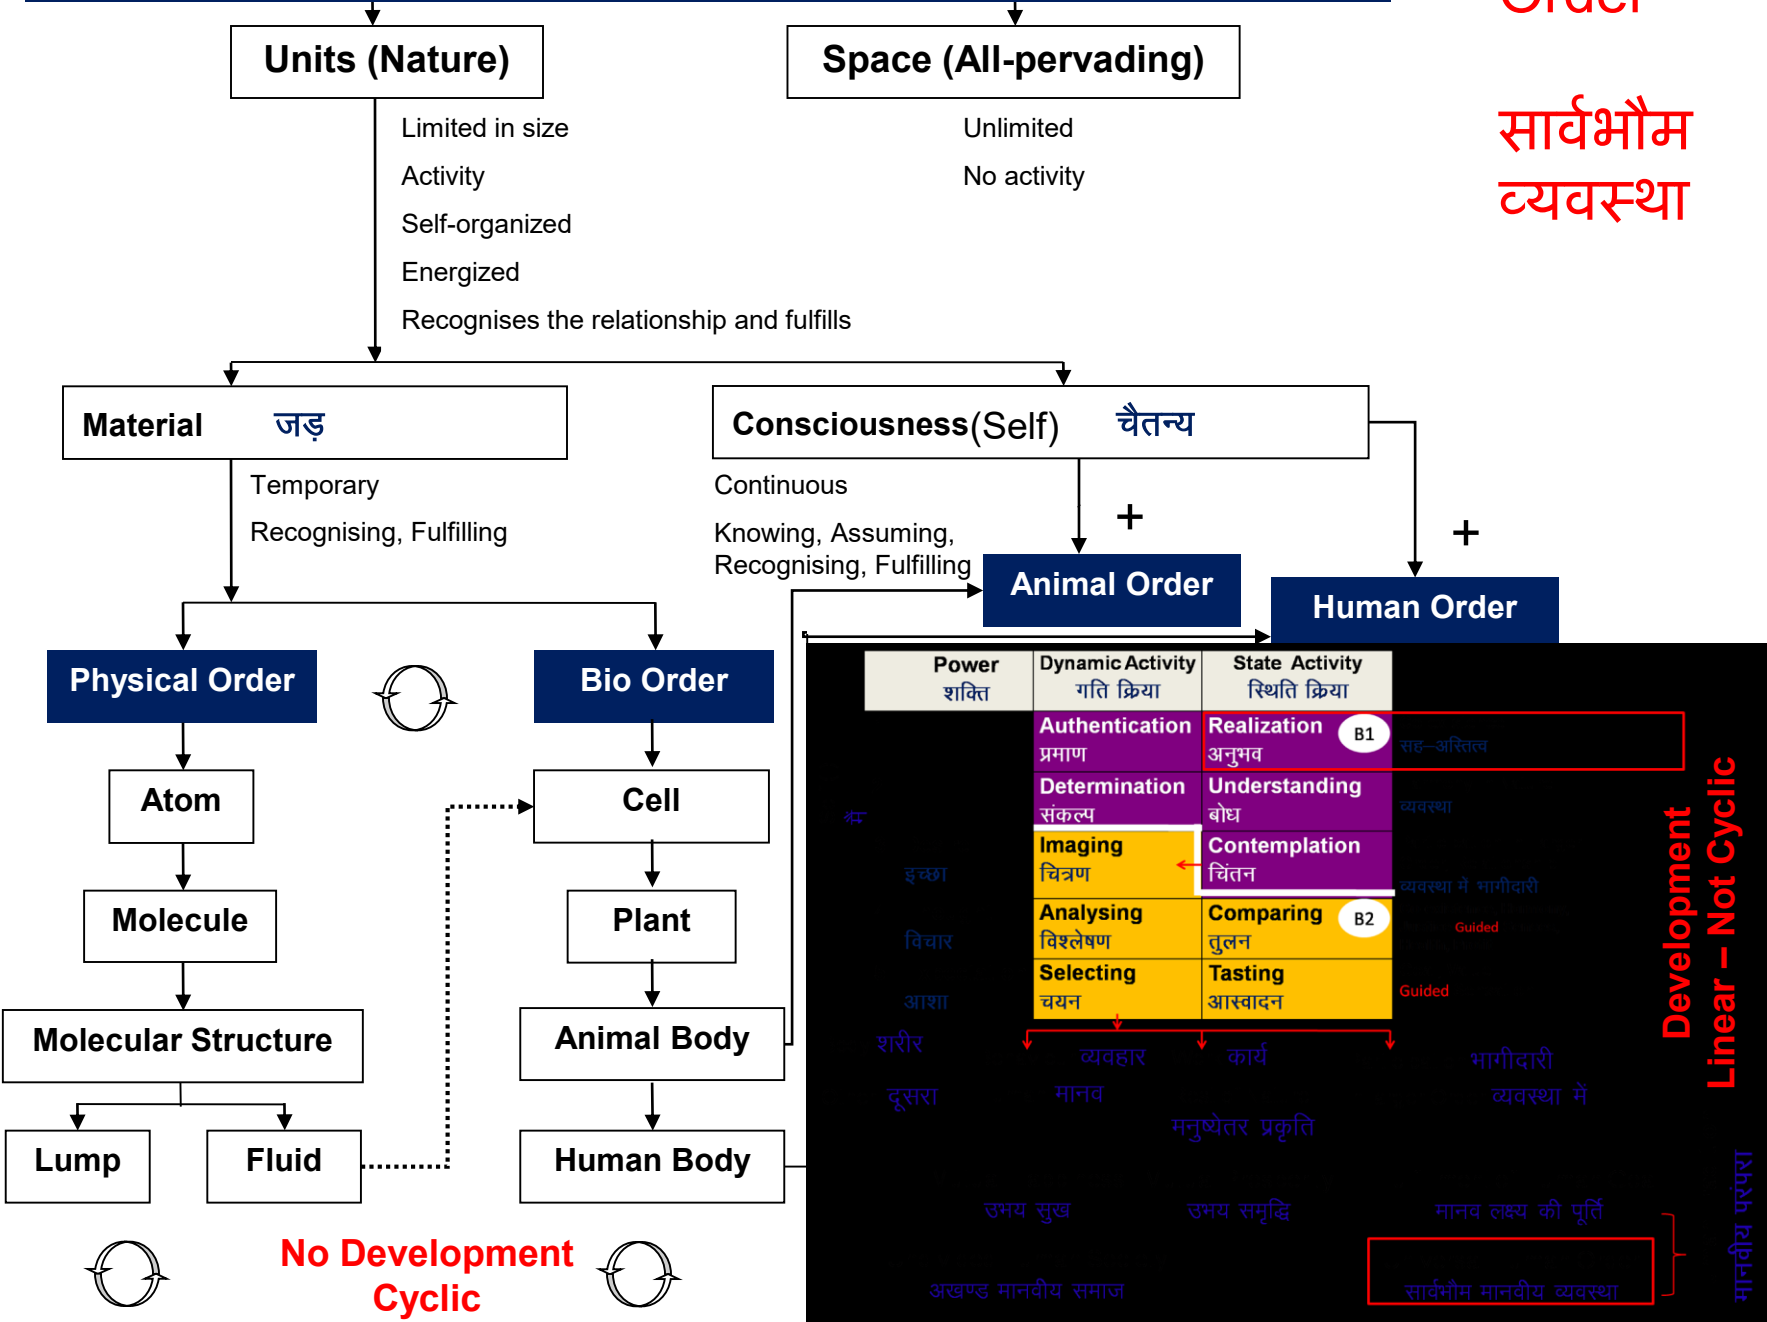 Order
Units (Nature)
Space (All-pervading)
सार्वभौम
व्यवस्था
Limited in size
Activity
Self-organized
Energized
Recognises the relationship and fulfills
Unlimited
No activity
Material जड़
Consciousness(Self) चैतन्य
Temporary
Recognising, Fulfilling
Continuous
Knowing, Assuming,
Recognising, Fulfilling
+
+
Animal Order
Human Order
Physical Order
Bio Order
Atom
Cell
Molecule
Plant
Molecular Structure
Animal Body
Lump
Fluid
Human Body
No Development
Cyclic
Power Dynamic Activity State Activity
शक्ति गति क्रिया स्थिति क्रिया
Authentication Realization B1
प्रमाण अनुभव सह–अस्तित्व
Determination Understanding
संकल्प बोध व्यवस्था
Imaging Contemplation
इच्छा चित्रण चिंतन व्यवस्था में भागीदारी
Analysing Comparing B2 Guided
विचार विश्लेषण तुलन
Selecting Tasting Guided
आशा चयन आस्वादन
शरीर व्यवहार कार्य भागीदारी
दूसरा मानव व्यवस्था में
मनुष्येतर प्रकृति
उभय सुख उभय समृद्धि मानव लक्ष्य की पूर्ति
अखण्ड मानवीय समाज सार्वभौम मानवीय व्यवस्था
Development
Linear – Not Cyclic
मानवीय परंपरा